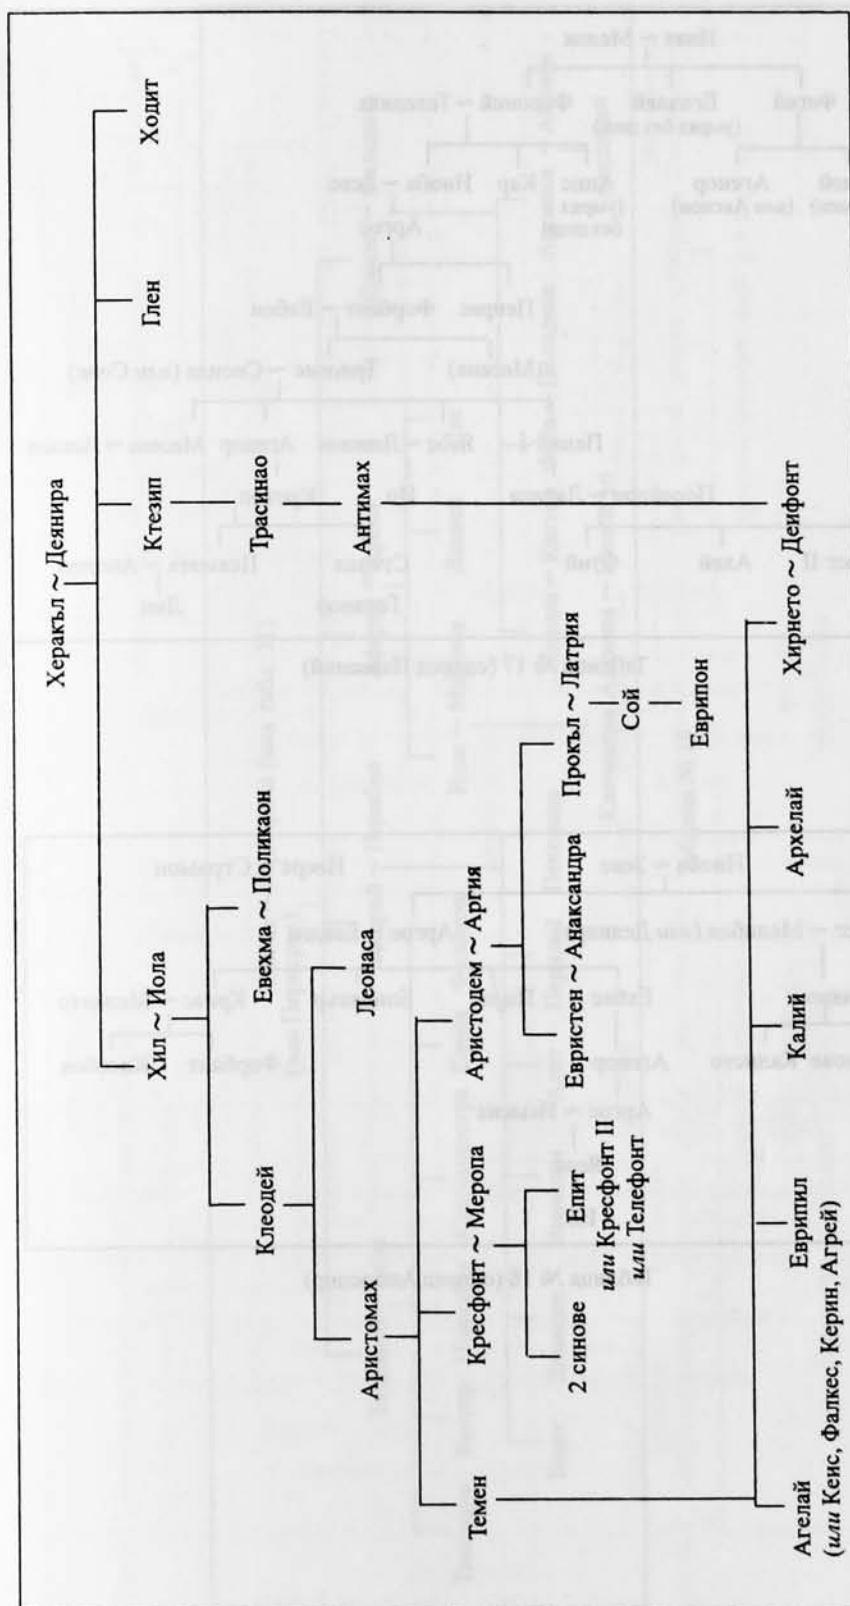 Херакъл ~ Деянира
Хил ~ Иола
Ктезип
Глен
Ходит
Клеодей
Евехма ~ Поликаон
Трасинао
Аристомах
Леонаса
Антимах
Темен
Кресфонт ~ Меропа
Аристодем ~ Аргия
2 синове
Епит
или Кресфонт II
или Телефонт
Евристен ~ Анаксандра
Прокъл ~ Латрия
Сой
Еврипон
Агелай
(или Кеис, Фалкес, Керин, Агрей)
Еврипил
Калий
Архелай
Хирнето ~ Деифонт